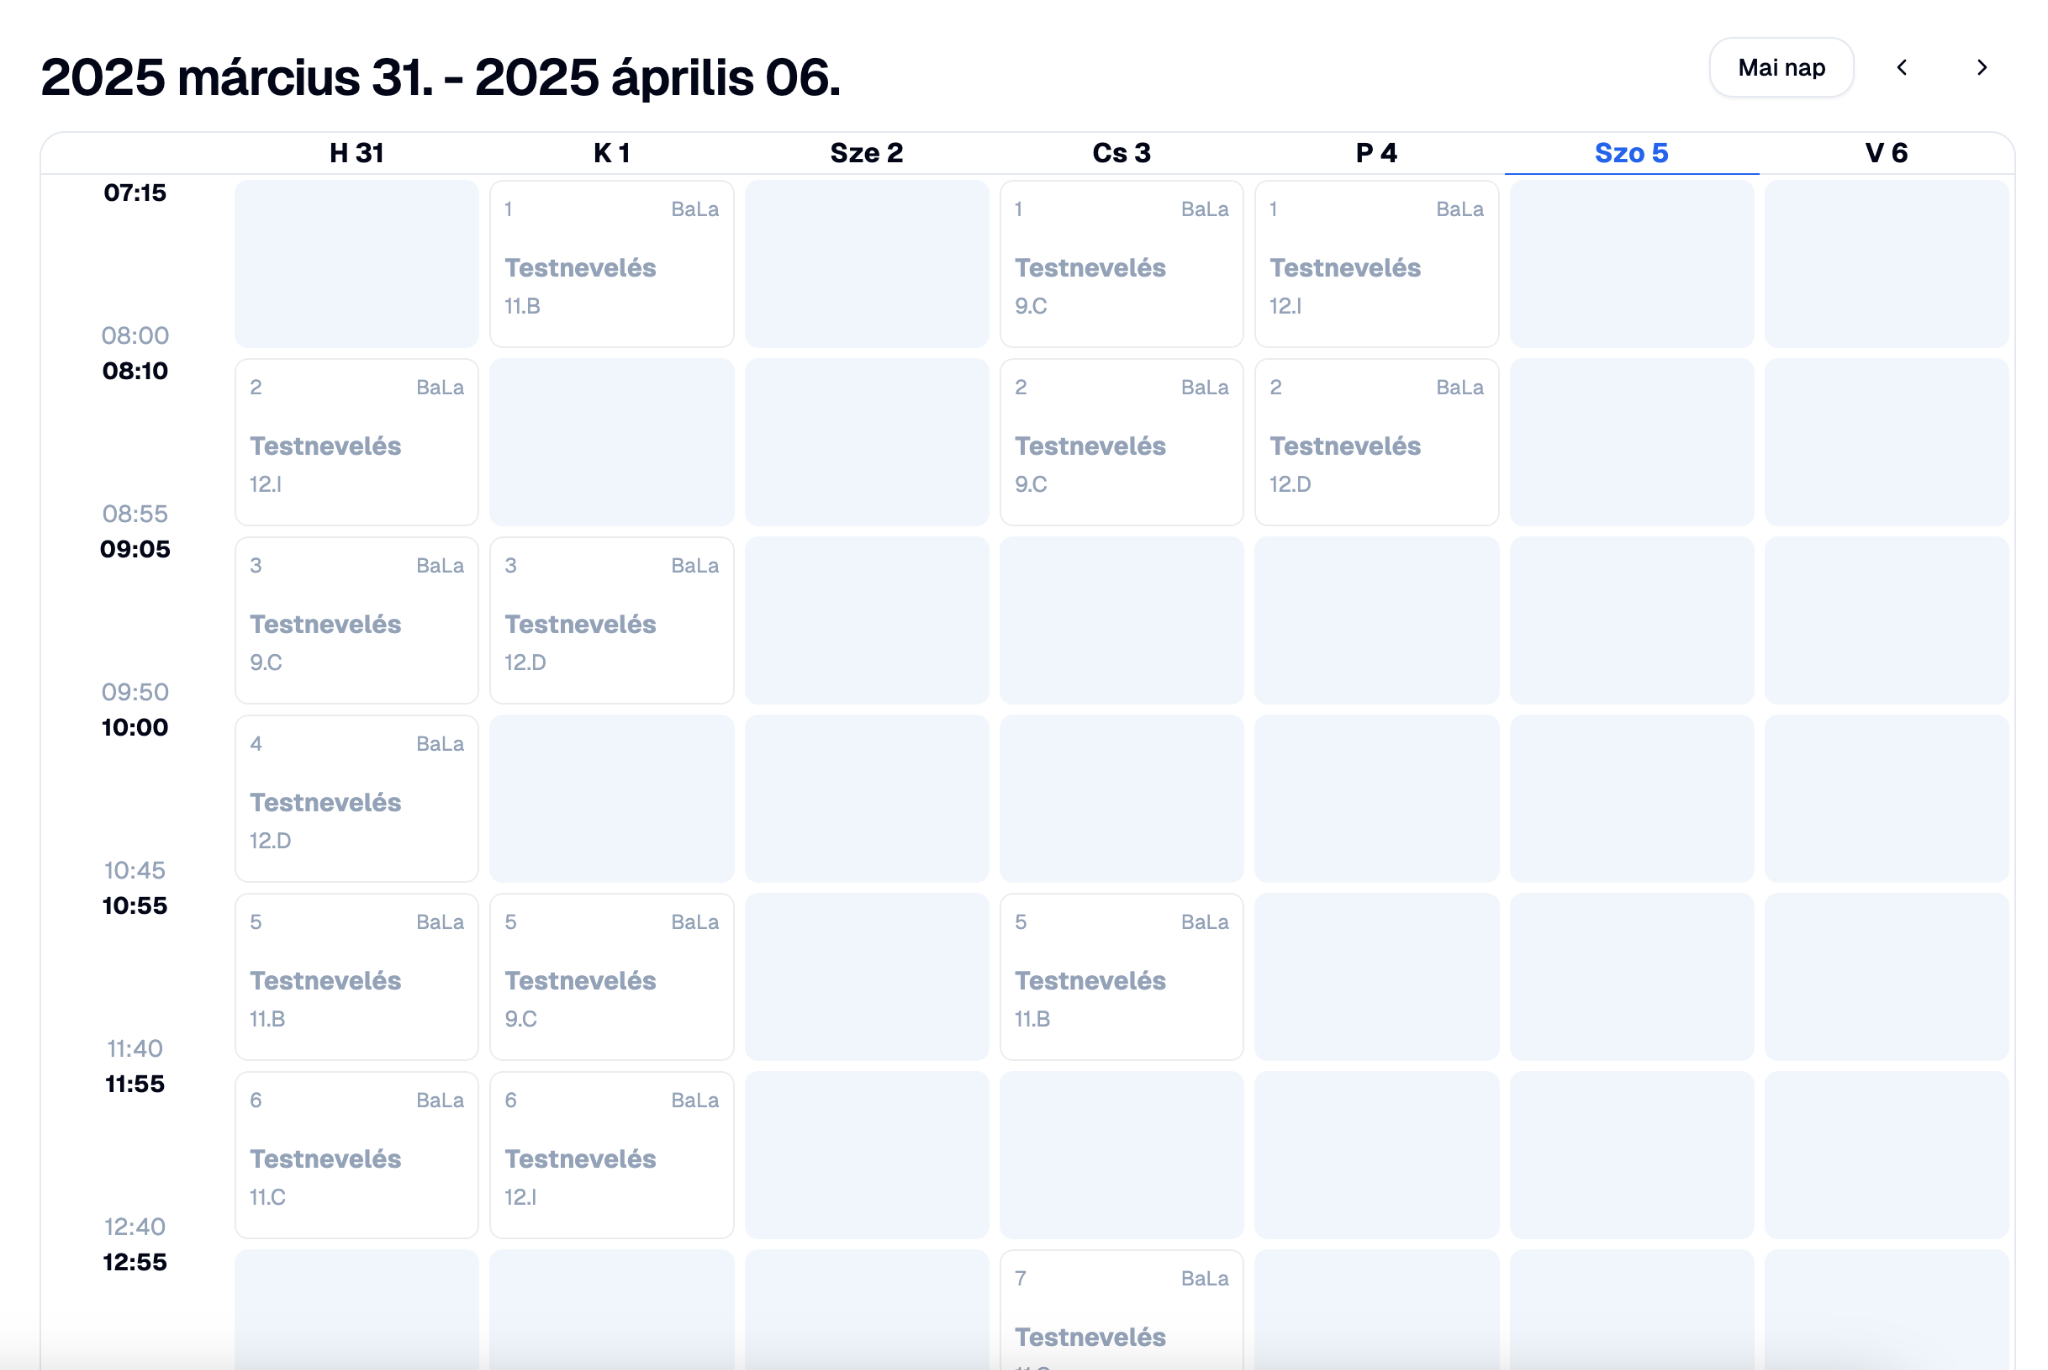 2025 március 31. - 2025 április 06.
Mai nap
H 31 K 1 Sze 2 Cs 3 P 4 Szo 5 V 6
07:15
1 BaLa 1 BaLa 1 BaLa
Testnevelés Testnevelés Testnevelés
11.B 9.C 12.I
08:00
08:10
2 BaLa 2 BaLa 2 BaLa
Testnevelés Testnevelés Testnevelés
12.I 9.C 12.D
08:55
09:05
3 BaLa 3 BaLa
Testnevelés Testnevelés
9.C 12.D
09:50
10:00
4 BaLa
Testnevelés
12.D
10:45
10:55
5 BaLa 5 BaLa 5 BaLa
Testnevelés Testnevelés Testnevelés
11.B 9.C 11.B
11:40
11:55
6 BaLa 6 BaLa
Testnevelés Testnevelés
11.C 12.I
12:40
12:55
7 BaLa
Testnevelés